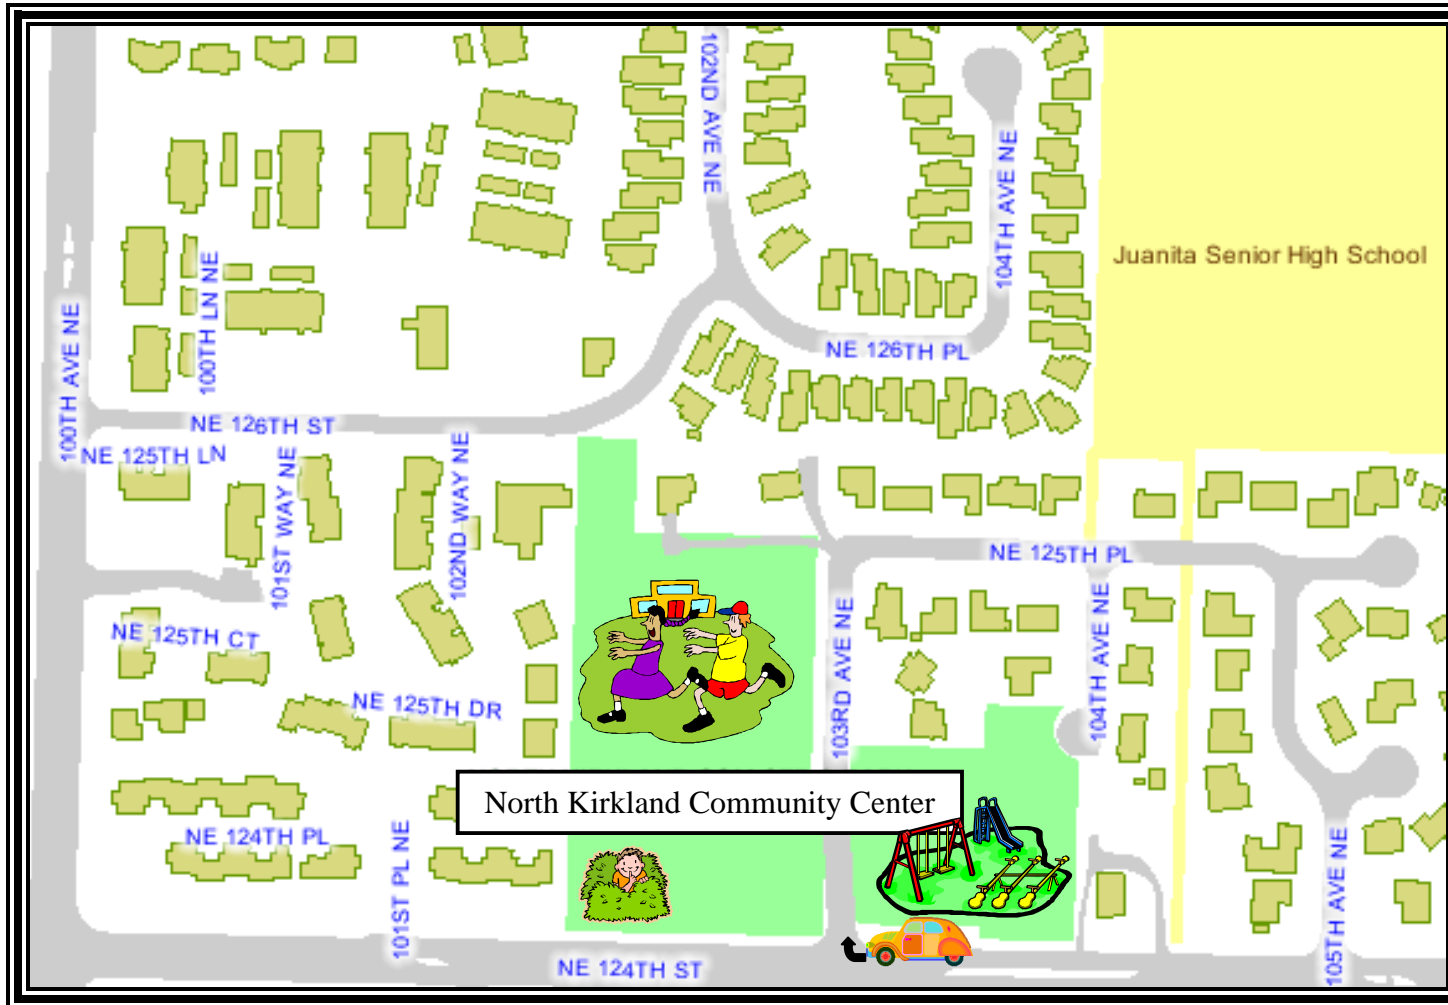 102ND AVE NE
104TH AVE NE
Juanita Senior High School
100TH LN NE
100TH AVE NE
NE 126TH PL
NE 126TH ST
NE 125TH LN
101ST WAY NE
102ND WAY NE
NE 125TH PL
NE 125TH CT
103RD AVE NE
104TH AVE NE
NE 125TH DR
North Kirkland Community Center
NE 124TH PL
101ST PL NE
105TH AVE NE
NE 124TH ST